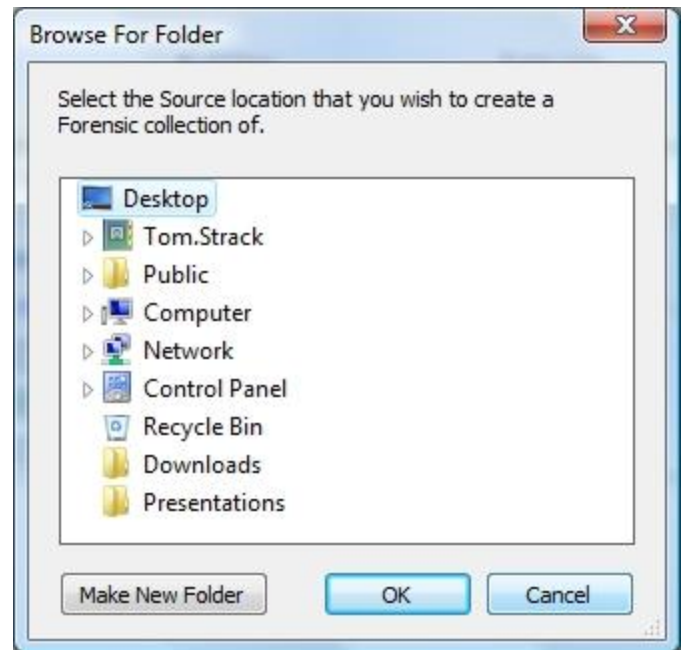 Browse For Folder
Select the Source location that you wish to create a
Forensic collection of.
Desktop
Tom.Strack
Public
Computer
Network
Control Panel
Recycle Bin
Downloads
Presentations
Make New Folder OK Cancel